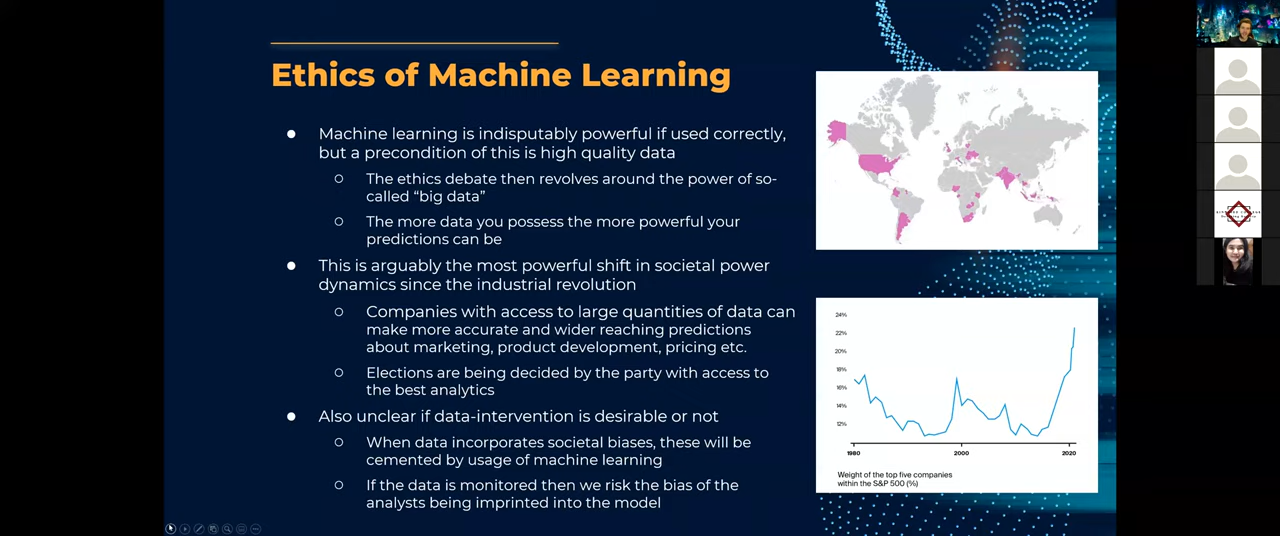 Ethics of Machine Learning
Machine learning is indisputably powerful if used correctly,
but a precondition of this is high quality data
The ethics debate then revolves around the power of so-
called “big data”
The more data you possess the more powerful your
predictions can be
This is arguably the most powerful shift in societal power
dynamics since the industrial revolution
Companies with access to large quantities of data can
make more accurate and wider reaching predictions
about marketing, product development, pricing etc.
Elections are being decided by the party with access to
the best analytics
Also unclear if data-intervention is desirable or not
When data incorporates societal biases, these will be
cemented by usage of machine learning
If the data is monitored then we risk the bias of the
analysts being imprinted into the model
24%
22%
20%
18%
16%
14%
12%
1980 2000 2020
Weight of the top five companies
within the S&P 500 (%)